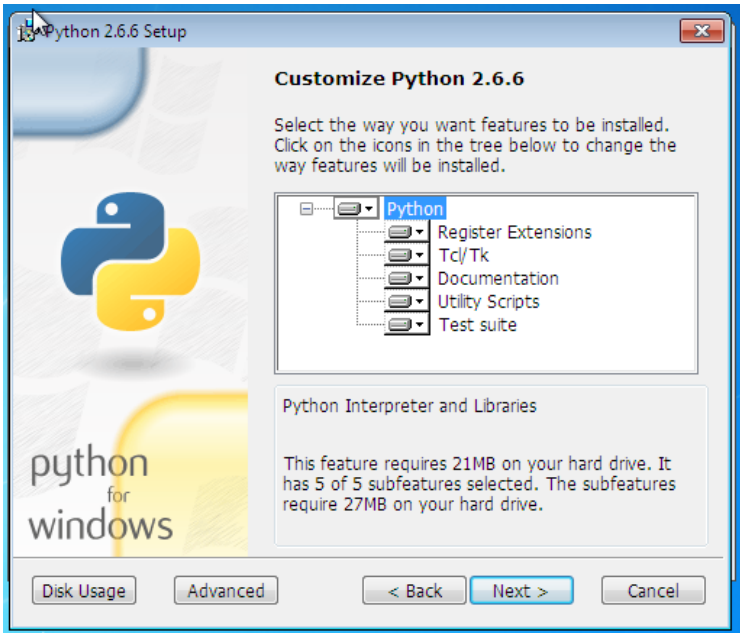 Python 2.6.6 Setup
Customize Python 2.6.6
Select the way you want features to be installed.
Click on the icons in the tree below to change the
way features will be installed.
Python
Register Extensions
Tcl/Tk
Documentation
Utility Scripts
Test suite
Python Interpreter and Libraries
This feature requires 21MB on your hard drive. It
has 5 of 5 subfeatures selected. The subfeatures
require 27MB on your hard drive.
python
for
windows
Disk Usage
Advanced
< Back
Next >
Cancel